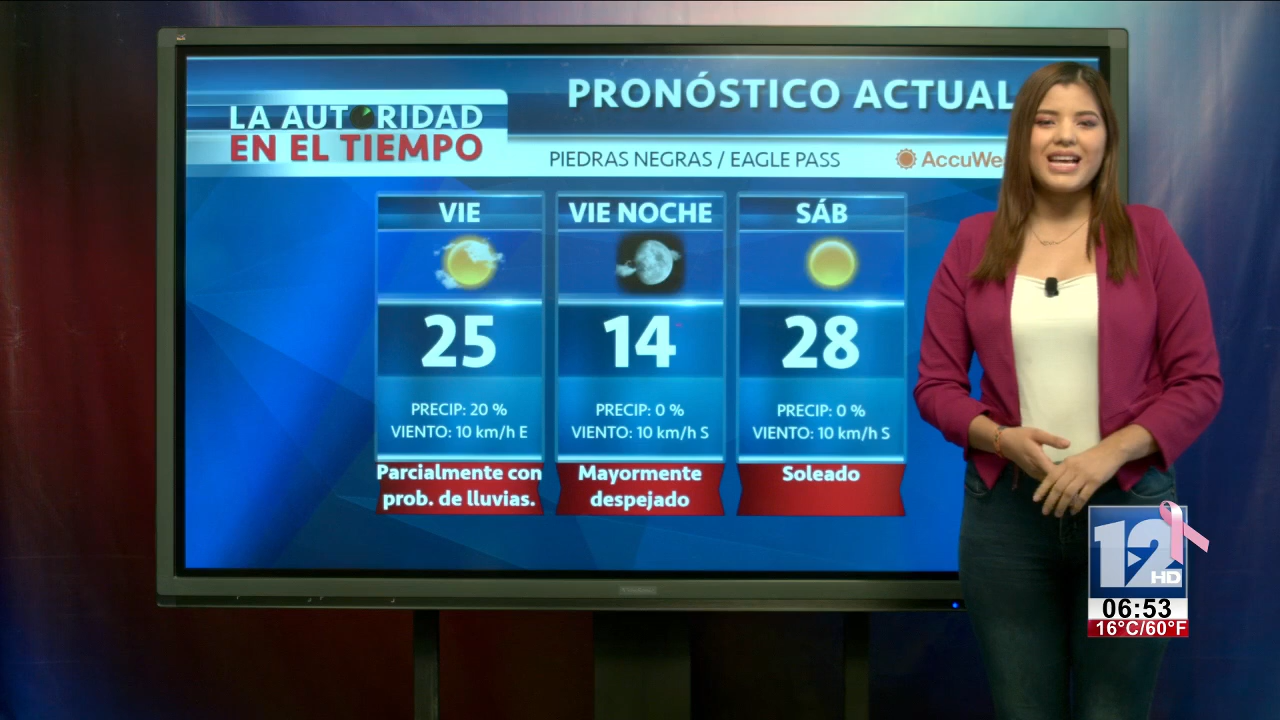 PRONÓSTICO ACTUAL
LA AUTORIDAD
EN EL TIEMPO
PIEDRAS NEGRAS / EAGLE PASS
AccuWe
VIE
25
PRECIP: 20 %
VIENTO: 10 km/h E
Parcialmente con
prob. de lluvias.
VIE NOCHE
14
PRECIP: 0 %
VIENTO: 10 km/h S
Mayormente
despejado
SÁB
28
PRECIP: 0 %
VIENTO: 10 km/h S
Soleado
12
HD
06:53
16°C/60°F